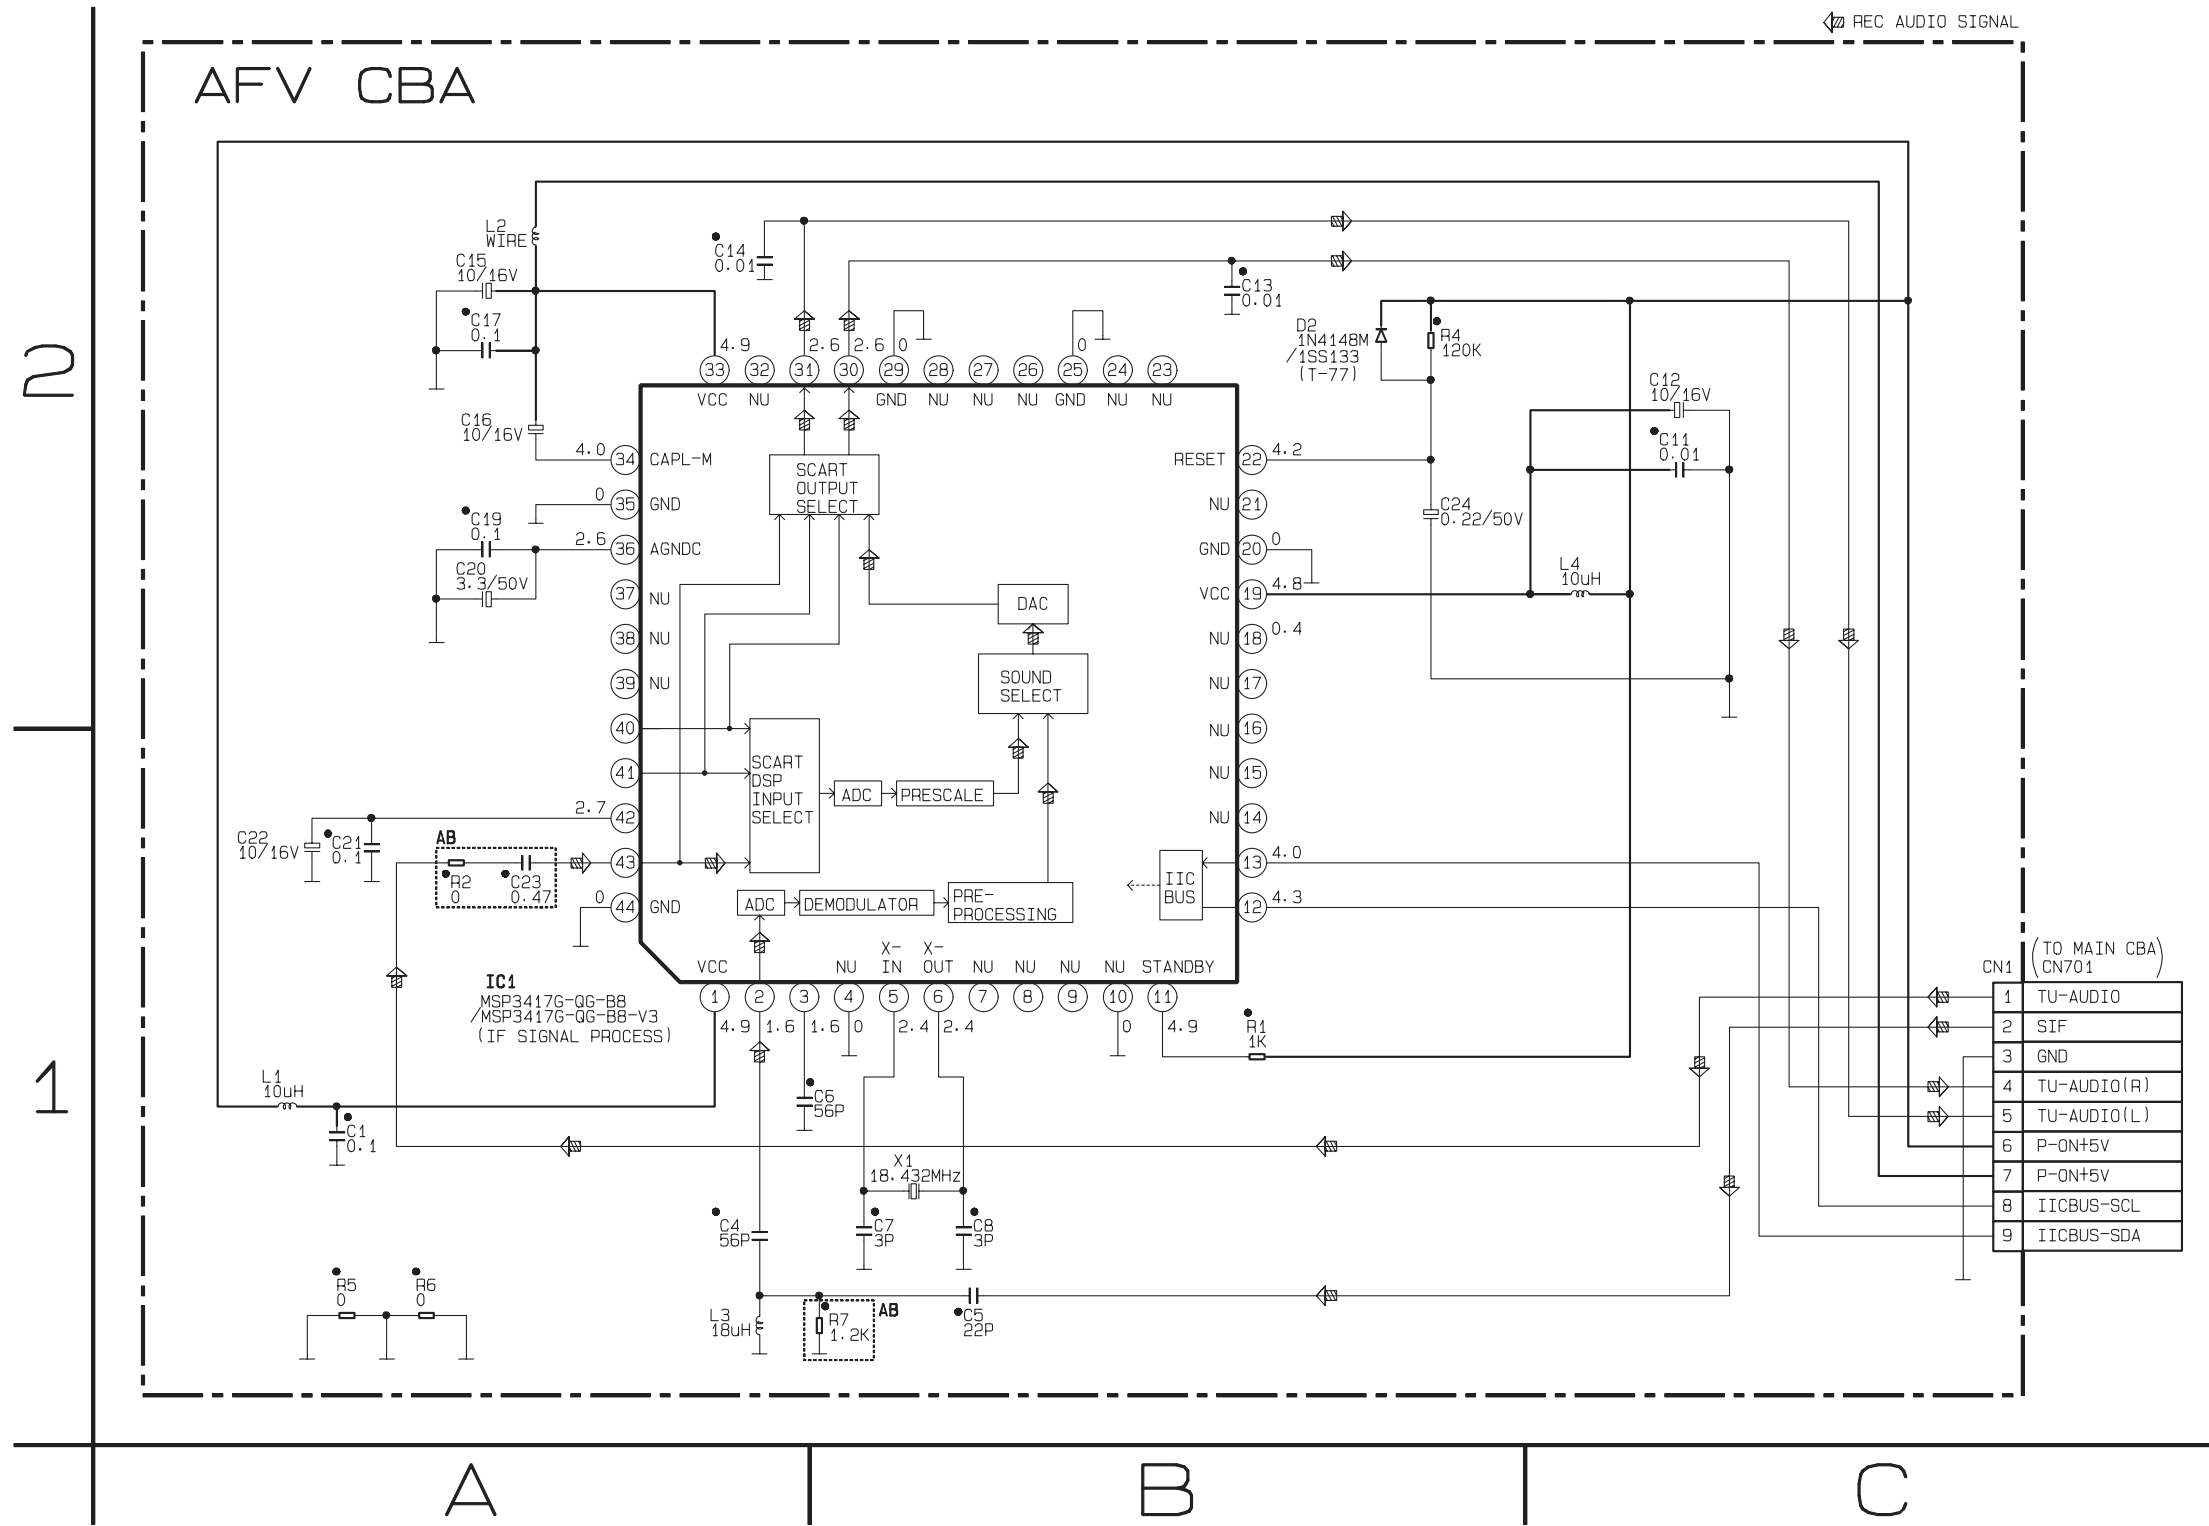 REC AUDIO SIGNAL
AFV CBA
2
1
A
B
C
L2
WIRE
C15
10/16V
C17
0.1
C16
10/16V
C14
0.01
C13
0.01
D2
1N4148M
/1SS133
(T-77)
R4
120K
C12
10/16V
C11
0.01
C24
0.22/50V
L4
10uH
4.9
2.6
2.6
0
0
33
32
31
30
29
28
27
26
25
24
23
VCC
NU
GND
NU
NU
NU
GND
NU
NU
4.0
34
CAPL-M
0
35
GND
C19
0.1
C20
3.3/50V
2.6
36
AGNDC
37
NU
38
NU
39
NU
40
41
2.7
42
43
0
44
GND
C22
10/16V
C21
0.1
AB
R2
0
C23
0.47
SCART
OUTPUT
SELECT
DAC
SOUND
SELECT
SCART
DSP
INPUT
SELECT
ADC
PRESCALE
ADC
DEMODULATOR
PRE-
PROCESSING
IIC
BUS
RESET
22
4.2
NU
21
GND
20
0
VCC
19
4.8
NU
18
0.4
NU
17
NU
16
NU
15
NU
14
13
4.0
12
4.3
VCC
NU
X-
IN
X-
OUT
NU
NU
NU
NU
STANDBY
1
2
3
4
5
6
7
8
9
10
11
4.9
1.6
1.6
0
2.4
2.4
0
4.9
IC1
MSP3417G-QG-B8
/MSP3417G-QG-B8-V3
(IF SIGNAL PROCESS)
R1
1K
L1
10uH
C1
0.1
C6
56P
X1
18.432MHz
C4
56P
C7
3P
C8
3P
L3
18uH
R7
1.2K
AB
C5
22P
R5
0
R6
0
CN1
(TO MAIN CBA)
CN701
1 TU-AUDIO
2 SIF
3 GND
4 TU-AUDIO(R)
5 TU-AUDIO(L)
6 P-ON+5V
7 P-ON+5V
8 IICBUS-SCL
9 IICBUS-SDA